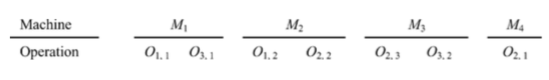 Machine M₁ M₂ M₃ M₄
Operation O₁,₁ O₃,₁ O₁,₂ O₂,₂ O₂,₃ O₃,₂ O₂,₁